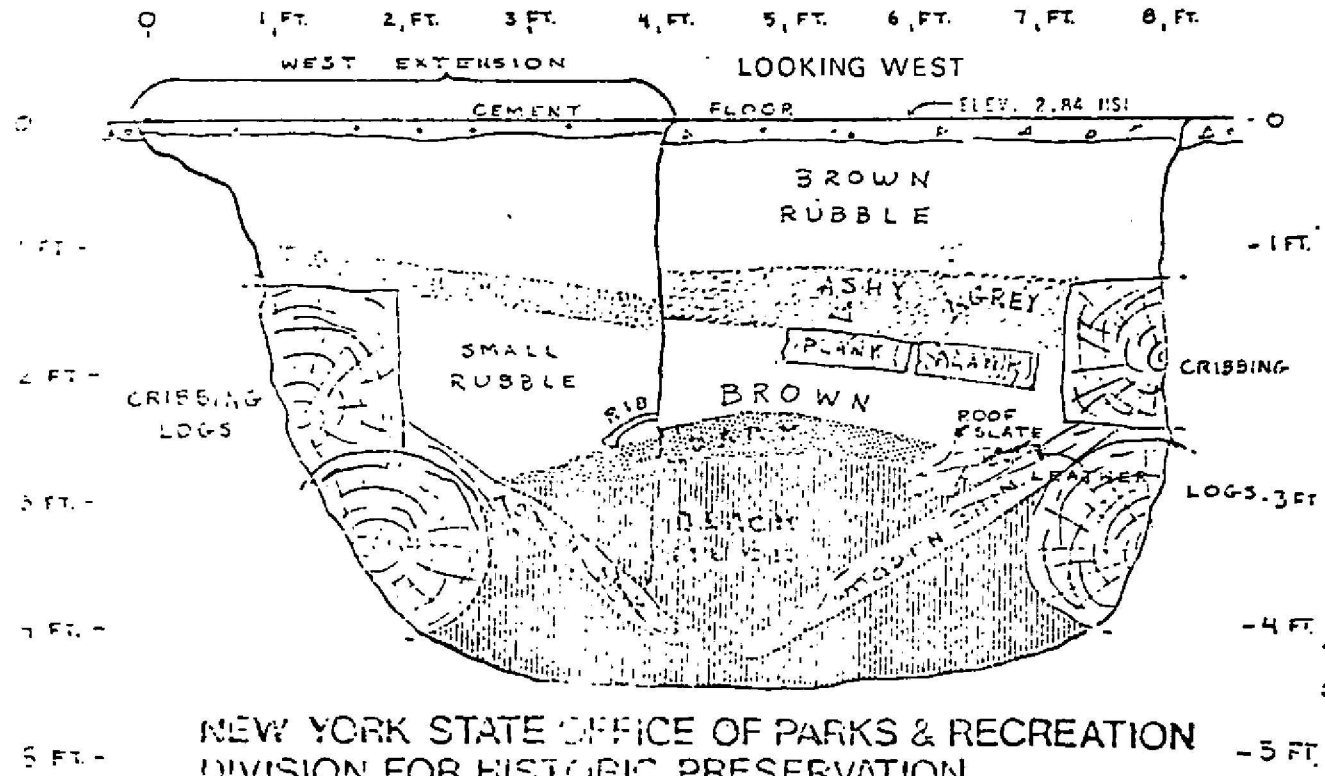 0 1 FT. 2 FT. 3 FT. 4 FT. 5 FT. 6 FT. 7 FT. 8 FT.
WEST EXTENSION LOOKING WEST
CEMENT FLOOR ELEV. 2.84
0 - 0
BROWN
RUBBLE
- 1 FT.
ASHY GREY
SMALL
RUBBLE
PLANK PLANK
2 FT -
CRIBBING
LOGS
CRIBBING
BROWN
RIB
ROOF
SLATE
LEATHER
LOGS - 3 FT
FT. -
FT. - - 4 FT.
NEW YORK STATE OFFICE OF PARKS & RECREATION
DIVISION FOR HISTORIC PRESERVATION
FT. - - 5 FT.